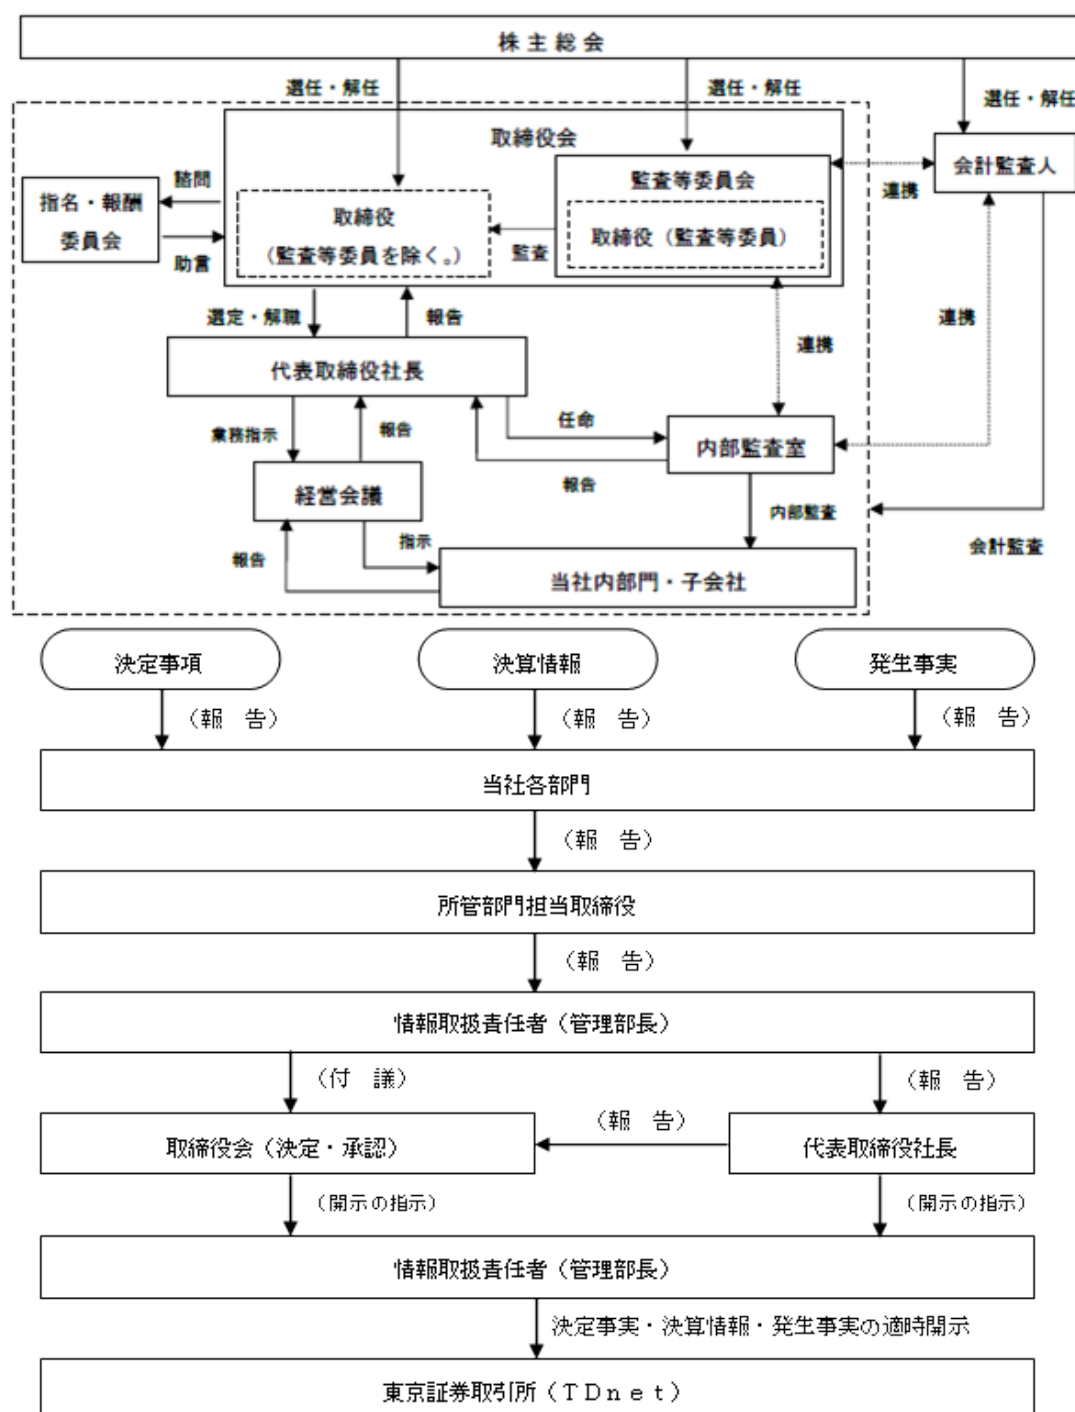 株主総会
選任・解任
選任・解任
選任・解任
取締役会
監査等委員会
会計監査人
諮問
連携
指名・報酬
委員会
取締役
(監査等委員を除く。)
監査
取締役(監査等委員)
助言
選定・解職
報告
連携
連携
代表取締役社長
業務指示
報告
任命
内部監査室
報告
経営会議
内部監査
報告
指示
会計監査
当社内部門・子会社
決定事項
決算情報
発生事実
(報 告)
(報 告)
(報 告)
当社各部門
(報 告)
所管部門担当取締役
(報 告)
情報取扱責任者(管理部長)
(付 議)
(報 告)
(報 告)
取締役会(決定・承認)
代表取締役社長
(開示の指示)
(開示の指示)
情報取扱責任者(管理部長)
決定事実・決算情報・発生事実の適時開示
東京証券取引所(TDnet)